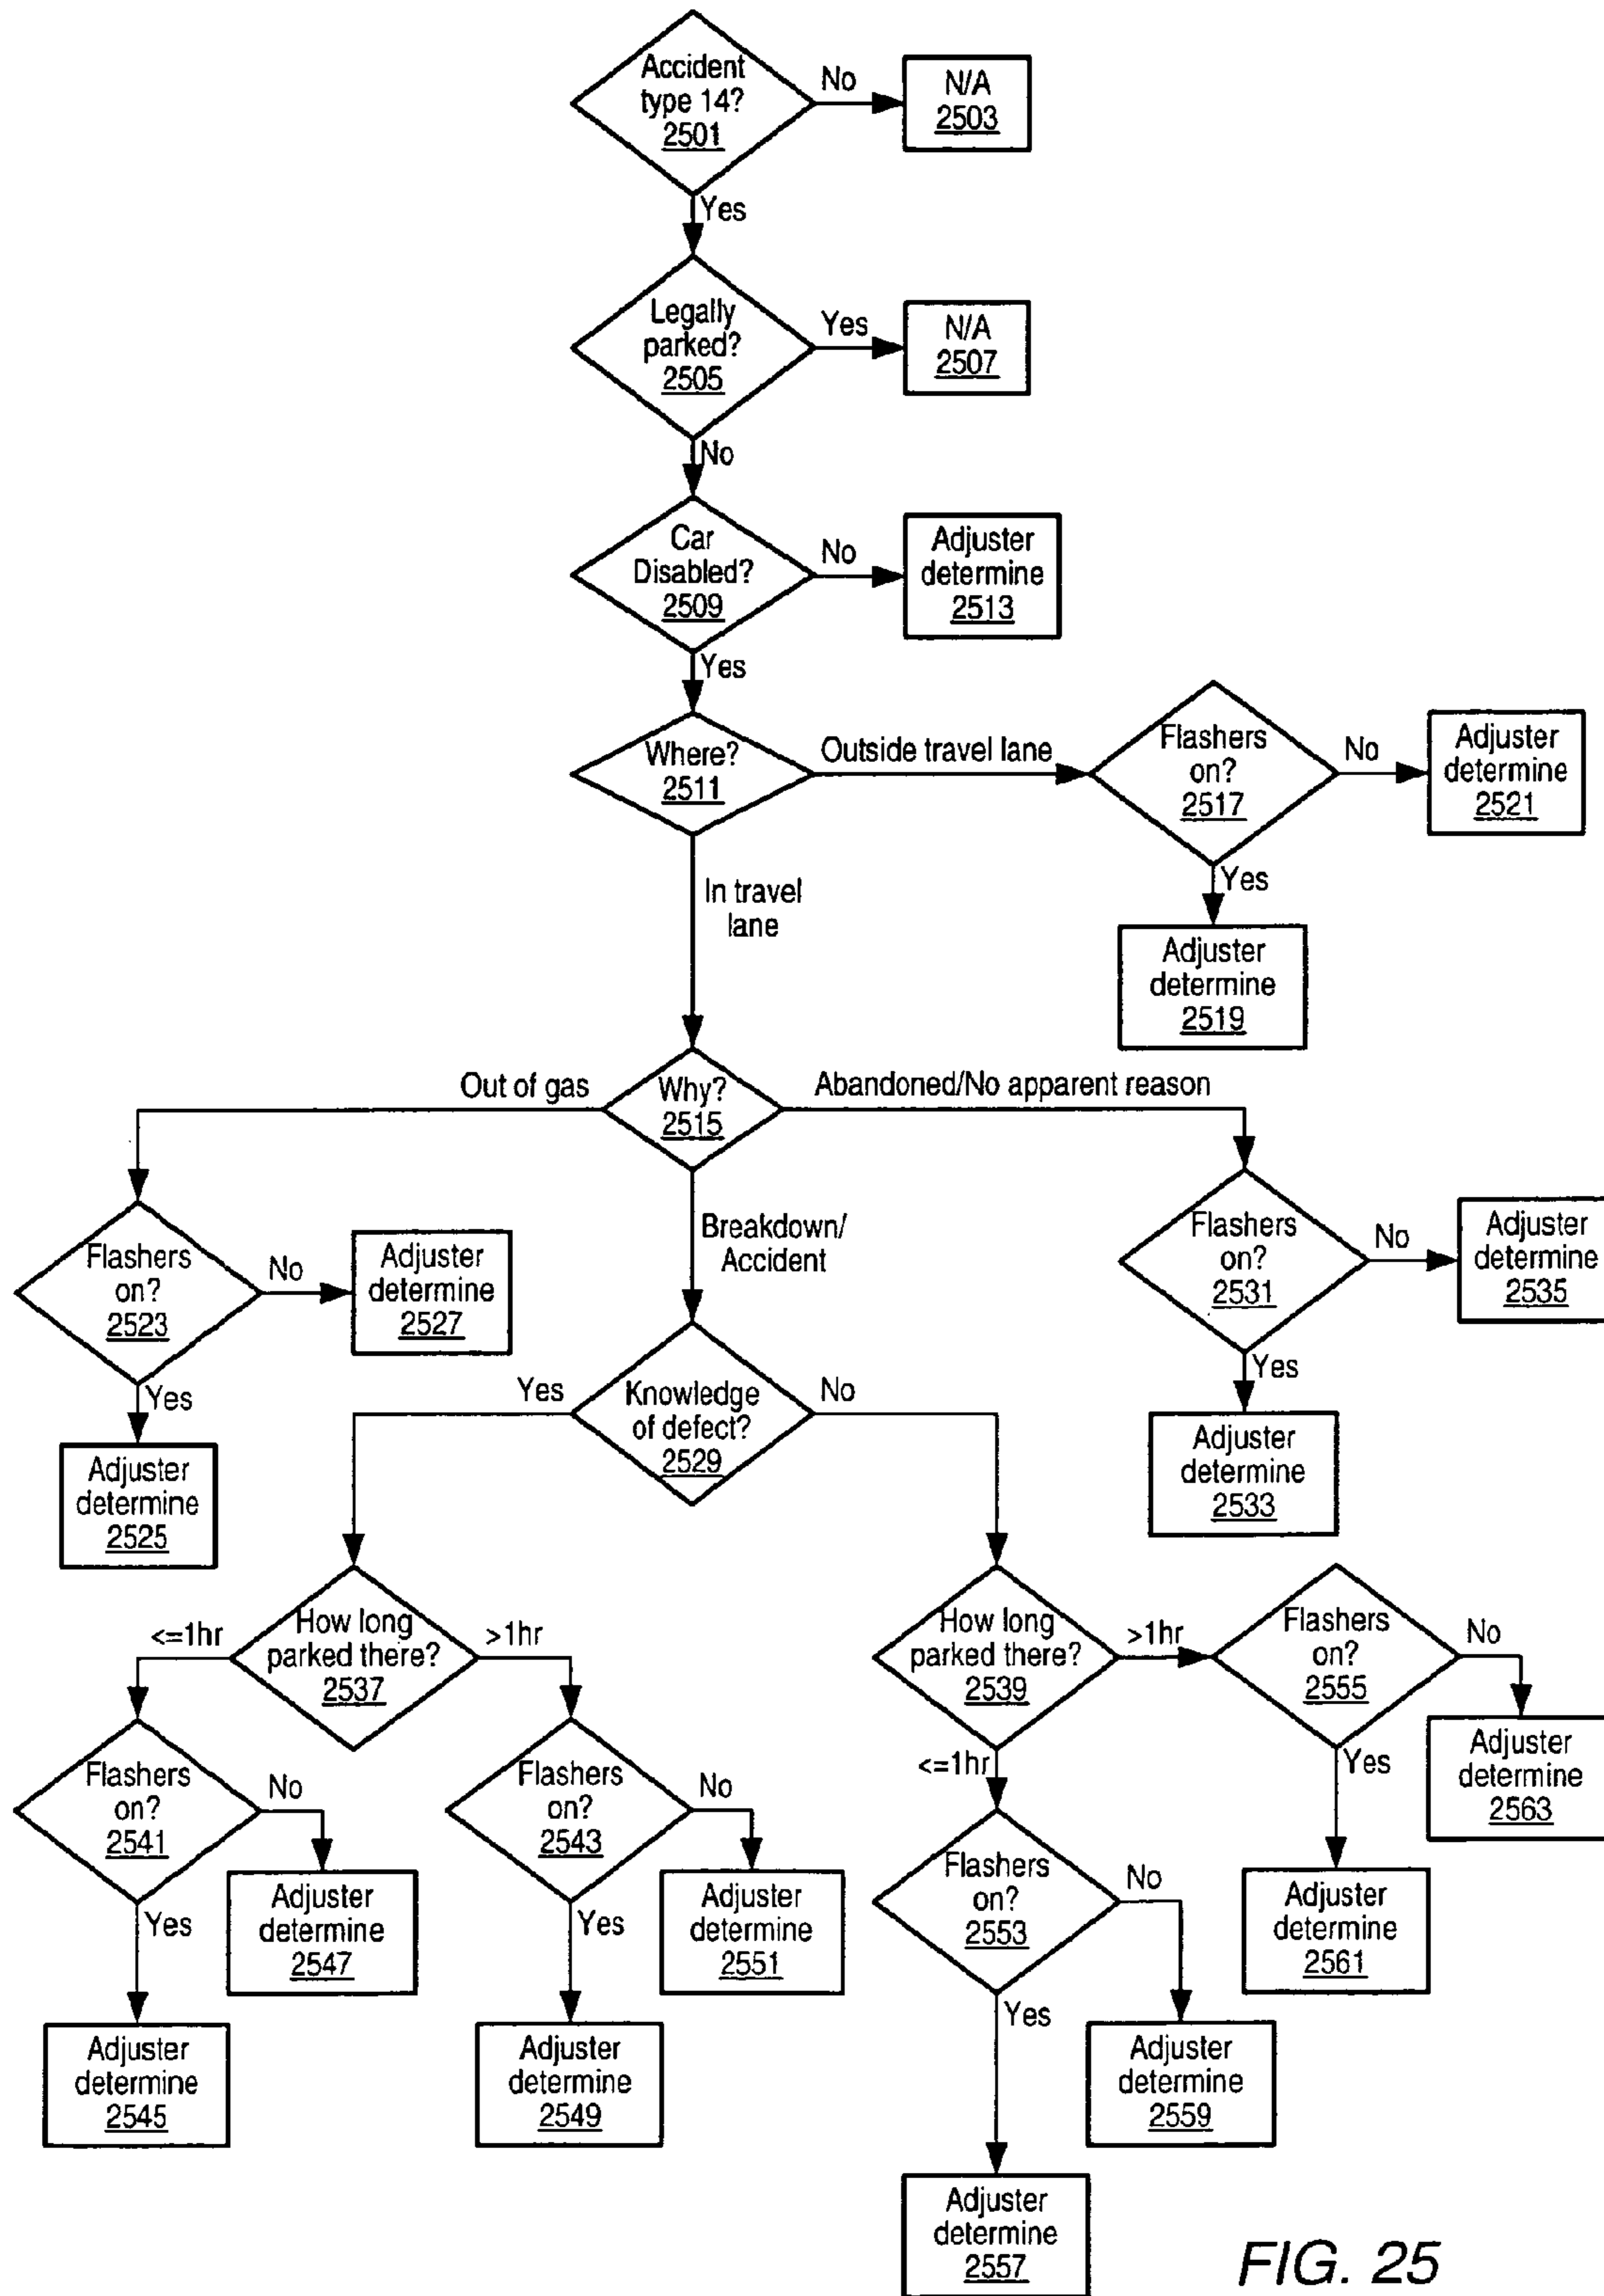 Accident
type 14?
2501
No
N/A
2503
Yes
Legally
parked?
2505
Yes
N/A
2507
No
Car
Disabled?
2509
No
Adjuster
determine
2513
Yes
Where?
2511
Outside travel lane
Flashers
on?
2517
No
Adjuster
determine
2521
Yes
Adjuster
determine
2519
In travel
lane
Why?
2515
Out of gas
Abandoned/No apparent reason
Breakdown/
Accident
Flashers
on?
2523
No
Adjuster
determine
2527
Yes
Adjuster
determine
2525
Flashers
on?
2531
No
Adjuster
determine
2535
Yes
Adjuster
determine
2533
Knowledge
of defect?
2529
Yes
No
How long
parked there?
2537
<=1hr
>1hr
Flashers
on?
2541
No
Adjuster
determine
2547
Yes
Adjuster
determine
2545
Flashers
on?
2543
No
Adjuster
determine
2551
Yes
Adjuster
determine
2549
How long
parked there?
2539
>1hr
<=1hr
Flashers
on?
2555
No
Adjuster
determine
2563
Yes
Adjuster
determine
2561
Flashers
on?
2553
No
Adjuster
determine
2559
Yes
Adjuster
determine
2557
FIG. 25